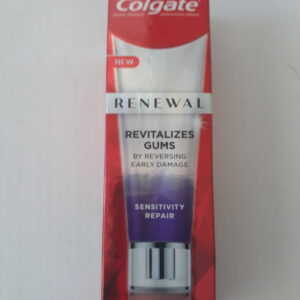 Colgate
NEW
RENEWAL
REVITALIZES
GUMS
BY REVERSING
EARLY DAMAGE
SENSITIVITY
REPAIR